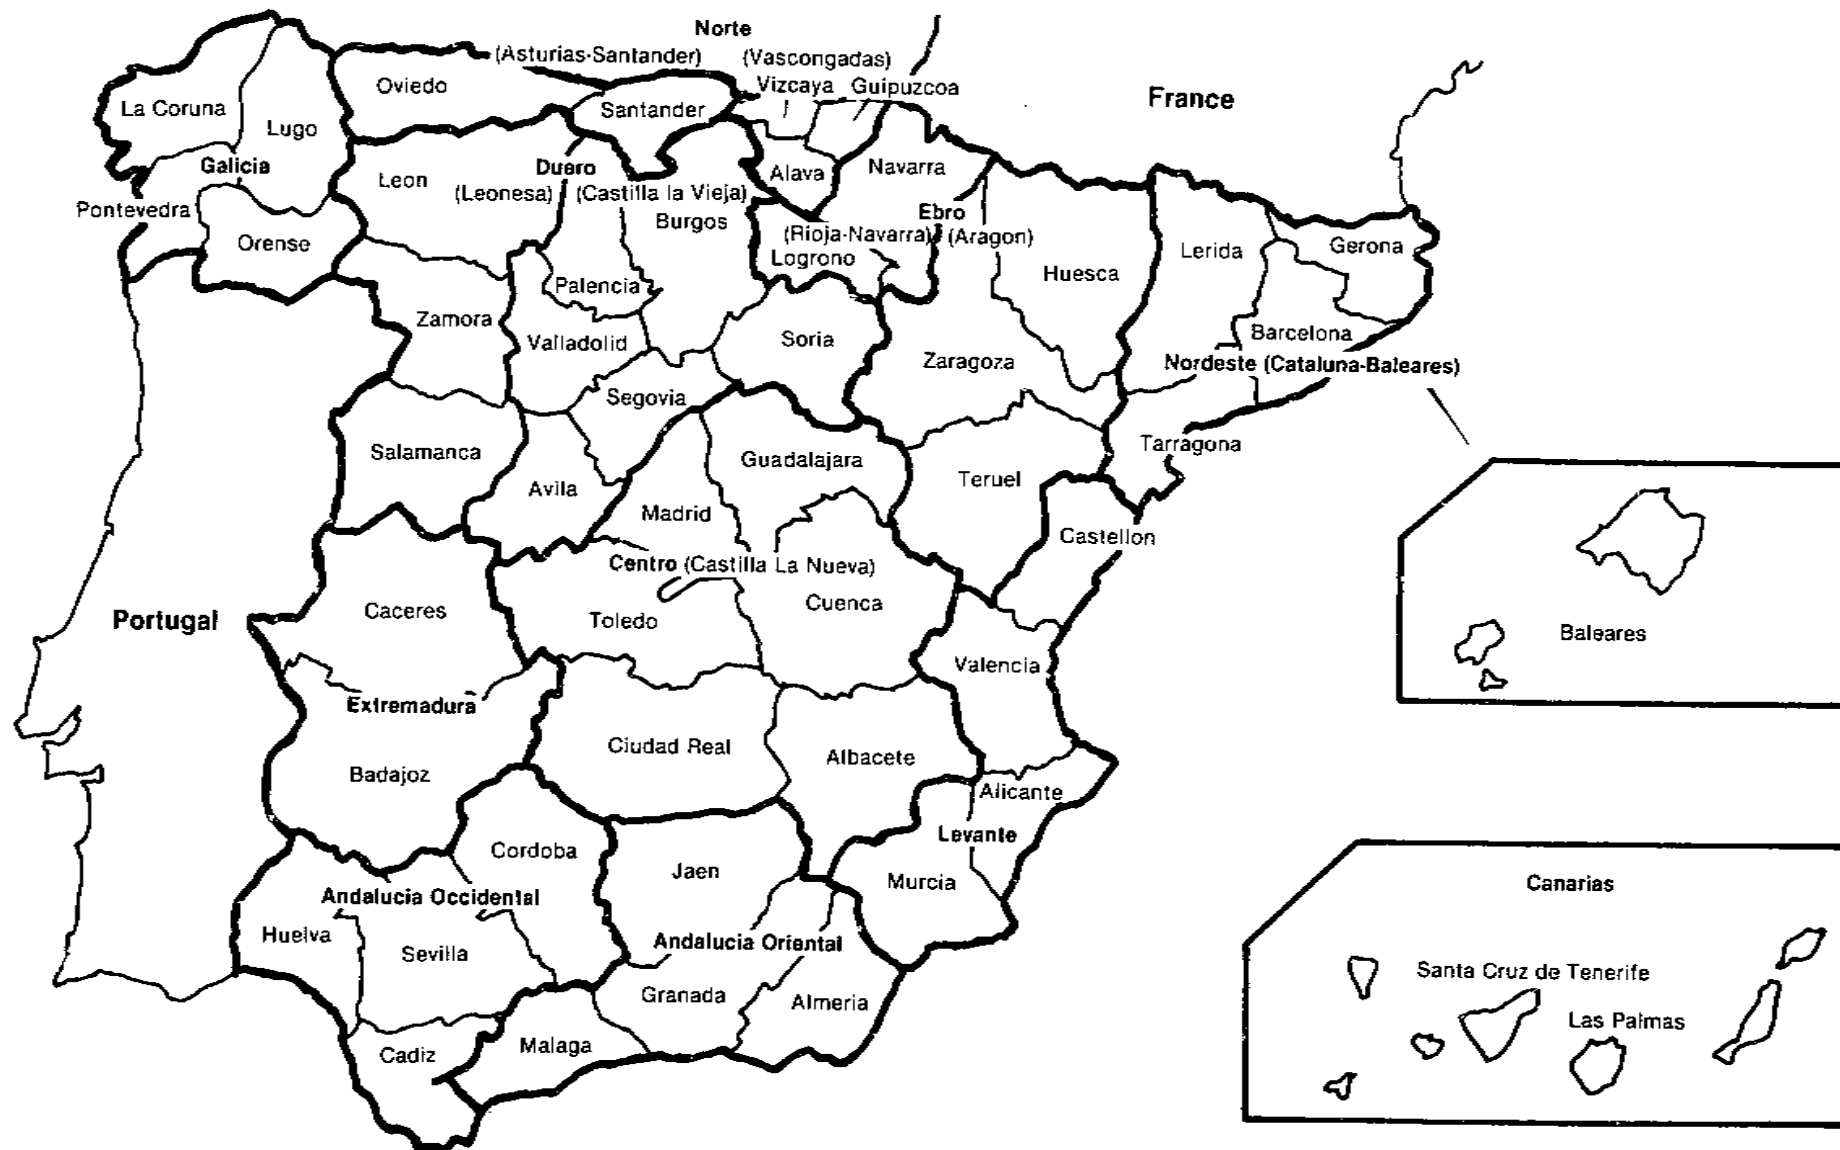 Norte
(Asturias-Santander)
(Vascongadas)
Oviedo
Vizcaya
Guipuzcoa
France
La Coruna
Santander
Lugo
Galicia
Duero
Alava
Navarra
Leon
(Leonesa)
(Castilla la Vieja)
Pontevedra
Burgos
Ebro
Orense
(Rioja-Navarra)
(Aragon)
Lerida
Gerona
Logrono
Huesca
Palencia
Zamora
Valladolid
Soria
Barcelona
Zaragoza
Nordeste (Cataluna-Baleares)
Segovia
Salamanca
Guadalajara
Tarragona
Avila
Teruel
Madrid
Castellon
Centro (Castilla La Nueva)
Portugal
Caceres
Toledo
Cuenca
Baleares
Valencia
Extremadura
Ciudad Real
Albacete
Badajoz
Alicante
Levante
Cordoba
Jaen
Murcia
Canarias
Andalucia Occidental
Huelva
Sevilla
Andalucia Oriental
Santa Cruz de Tenerife
Granada
Almeria
Las Palmas
Cadiz
Malaga